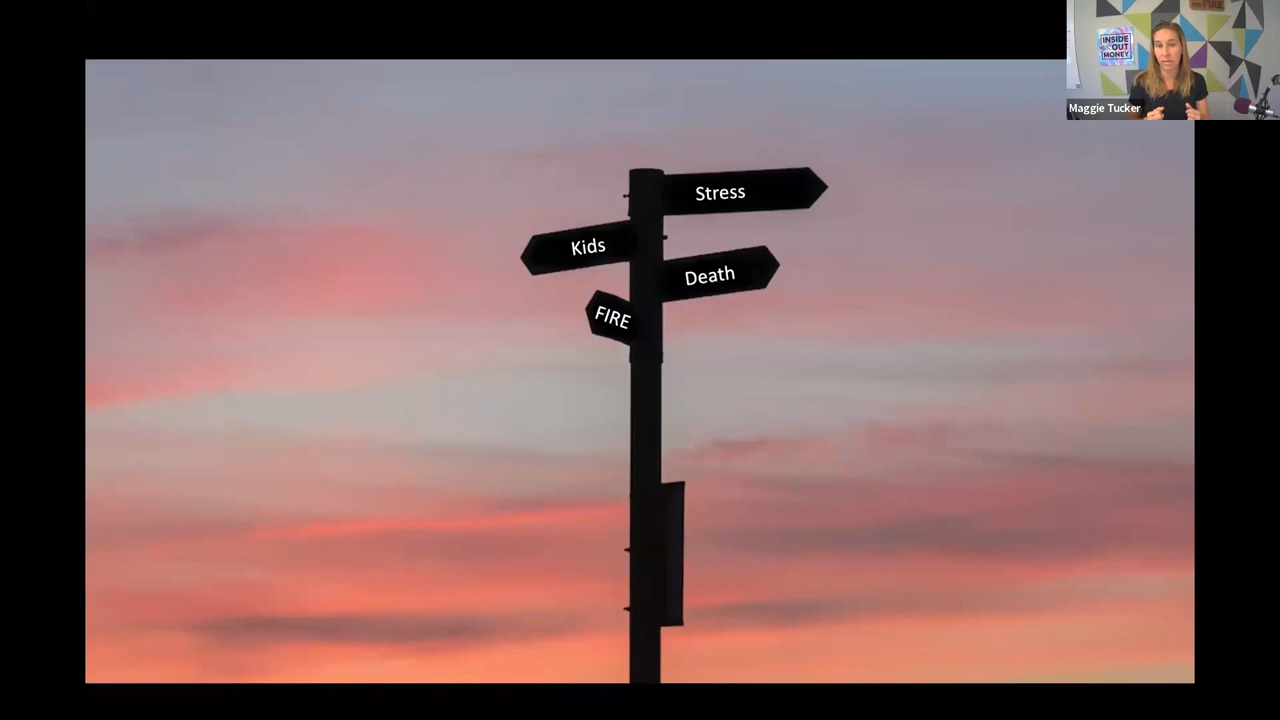 INSIDE
OUT
MONEY
Maggie Tucker
Stress
Kids
Death
FIRE